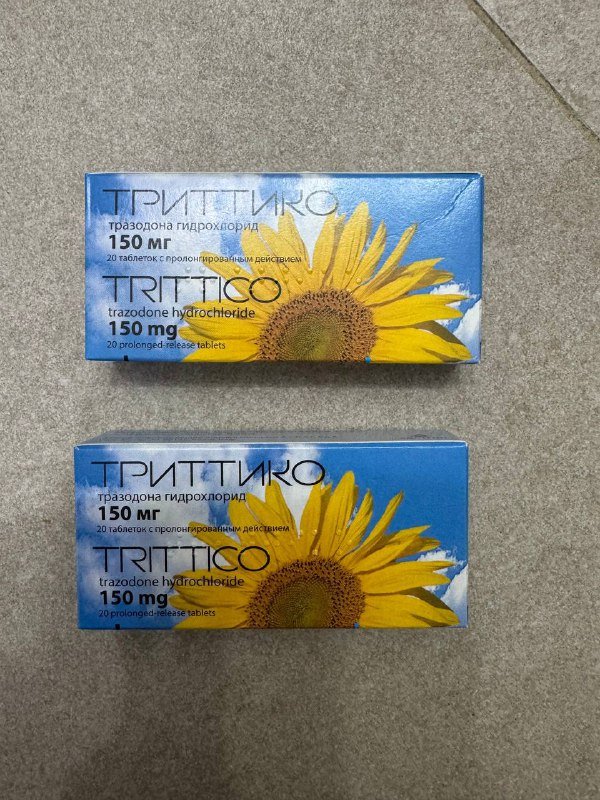 ТРИТТИКО
тразодона гидрохлорид
150 мг
20 таблеток с пролонгированным действием
TRITTICO
trazodone hydrochloride
150 mg
20 prolonged-release tablets
ТРИТТИКО
тразодона гидрохлорид
150 мг
20 таблеток с пролонгированным действием
TRITTICO
trazodone hydrochloride
150 mg
20 prolonged-release tablets